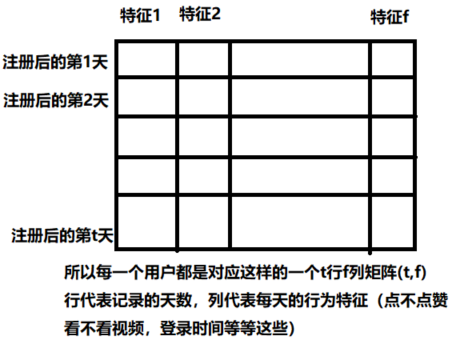 特征1 特征2 特征f
注册后的第1天
注册后的第2天
注册后的第t天
所以每一个用户都是对应这样的一个t行f列矩阵(t,f)
行代表记录的天数，列代表每天的行为特征（点不点赞
看不看视频，登录时间等等这些）